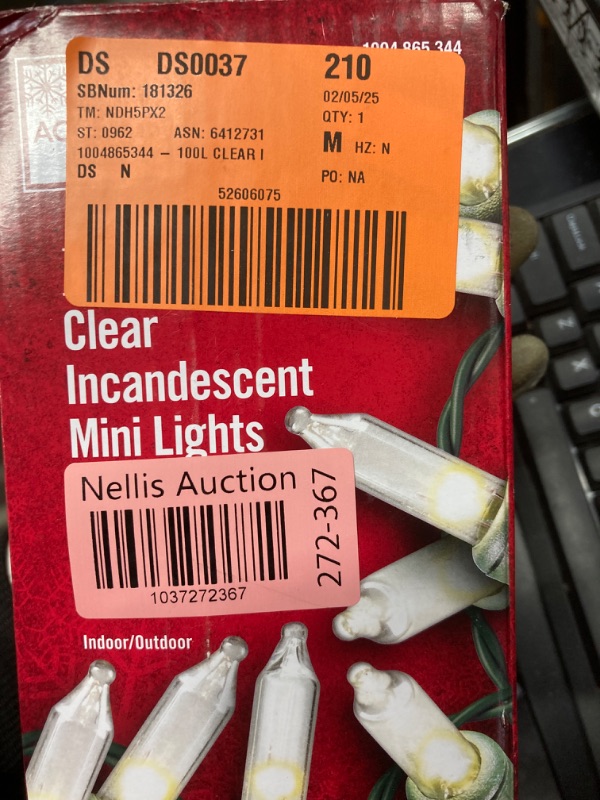 1004 865 344
DS DS0037 210
SBNum: 181326
02/05/25
TM: NDH5PX2
QTY: 1
ST: 0962 ASN: 6412731
M HZ: N
1004865344 – 100L CLEAR I
DS N
PO: NA
52606075
AC
Clear
Incandescent
Mini Lights
Nellis Auction
272-367
1037272367
Indoor/Outdoor
Z
X